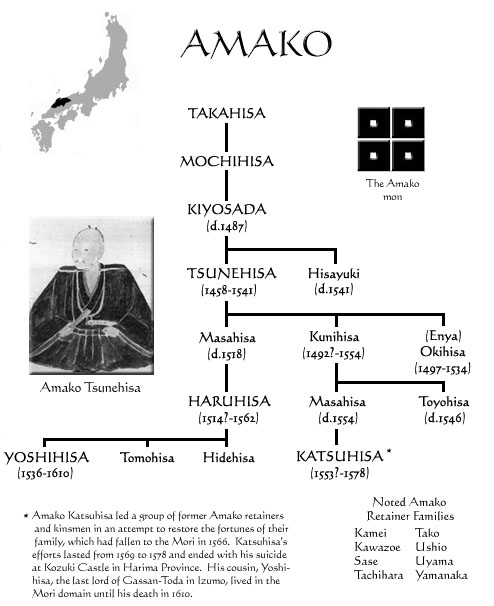 AMAKO
TAKAHISA
The Amako
mon
MOCHIHISA
KIYOSADA
(d.1487)
TSUNEHISA
(1458-1541)
Hisayuki
(d.1541)
Amako Tsunehisa
Masahisa
(d.1518)
Kunihisa
(1492?-1554)
(Enya)
Okihisa
(1497-1534)
HARUHISA
(1514?-1562)
Masahisa
(d.1554)
Toyohisa
(d.1546)
YOSHIHISA
(1536-1610)
Tomohisa
Hidehisa
KATSUHISA *
(1553?-1578)
* Amako Katsuhisa led a group of former Amako retainers
and kinsmen in an attempt to restore the fortunes of their
family, which had fallen to the Mori in 1566. Katsuhisa's
efforts lasted from 1569 to 1578 and ended with his suicide
at Kozuki Castle in Harima Province. His cousin, Yoshi-
hisa, the last lord of Gassan-Toda in Izumo, lived in the
Mori domain until his death in 1610.
Noted Amako
Retainer Families
Kamei Tako
Kawazoe Ushio
Sase Uyama
Tachihara Yamanaka